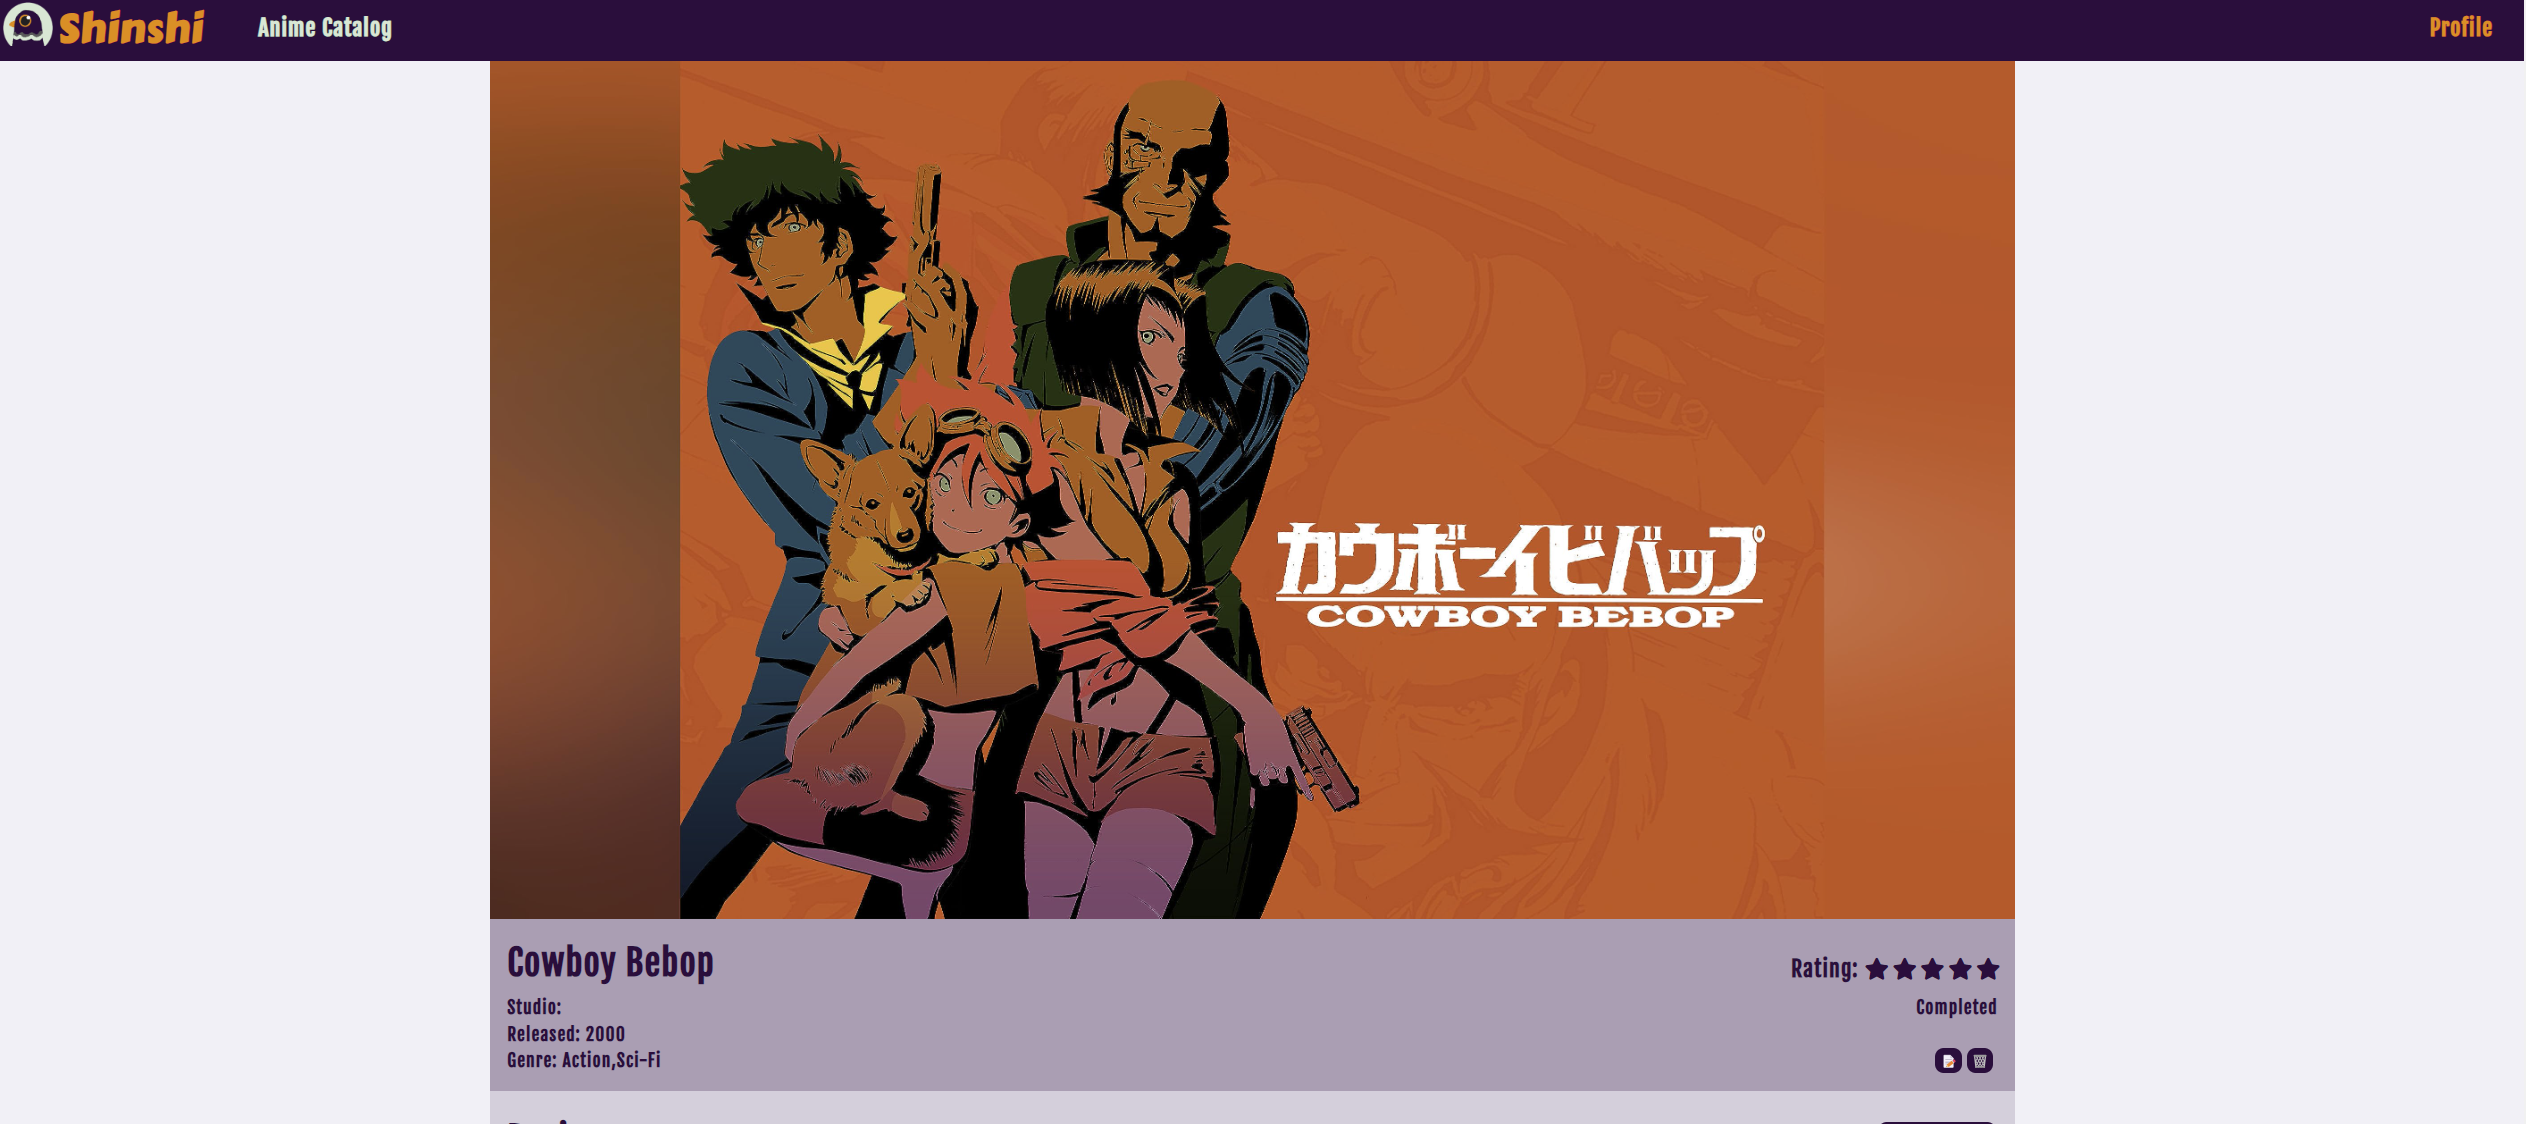 Shinshi
Anime Catalog
Profile
カウボーイビバップ
COWBOY BEBOP
Cowboy Bebop
Rating:
Studio:
Completed
Released: 2000
Genre: Action,Sci-Fi